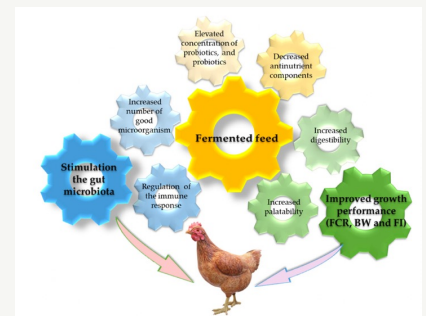 Elevated
concentration of
probiotics, and
probiotics
Decreased
antinutrient
components
Increased
number of
good
microorganism
Fermented feed
Increased
digestibility
Stimulation
the gut
microbiota
Regulation of
the immune
response
Increased
palatability
Improved growth
performance
(FCR, BW and FI)